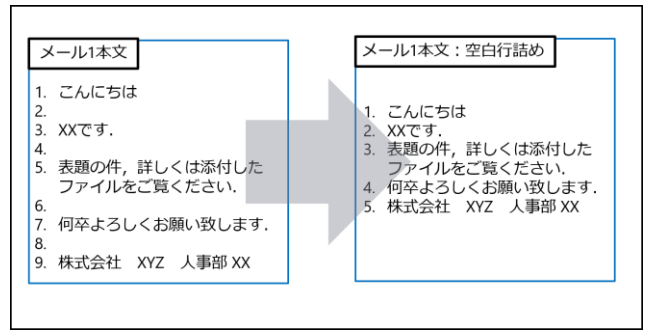 メール1本文
1. こんにちは
2.
3. XXです.
4.
5. 表題の件，詳しくは添付した
ファイルをご覧ください.
6.
7. 何卒よろしくお願い致します.
8.
9. 株式会社　XYZ　人事部 XX
メール1本文：空白行詰め
1. こんにちは
2. XXです.
3. 表題の件，詳しくは添付した
ファイルをご覧ください.
4. 何卒よろしくお願い致します.
5. 株式会社　XYZ　人事部 XX